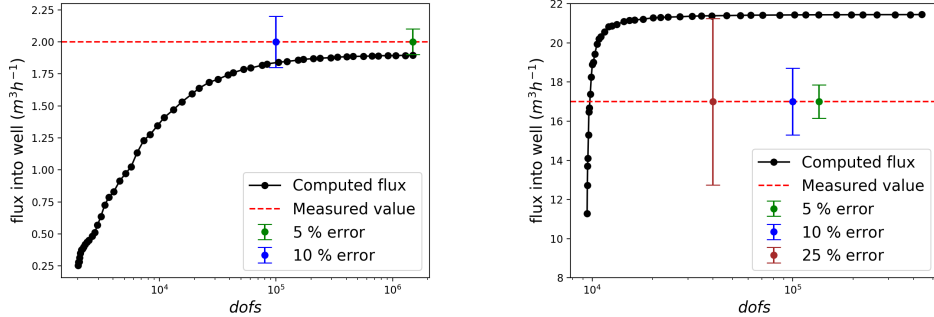 2.00
1.75
1.50
1.25
1.00
0.75
0.50
0.25
flux into well (m³h⁻¹)
10⁴
10⁵
10⁶
dofs
Computed flux
Measured value
5 % error
10 % error
22
20
18
16
14
12
10
8
flux into well (m³h⁻¹)
10⁴
10⁵
dofs
Computed flux
Measured value
5 % error
10 % error
25 % error